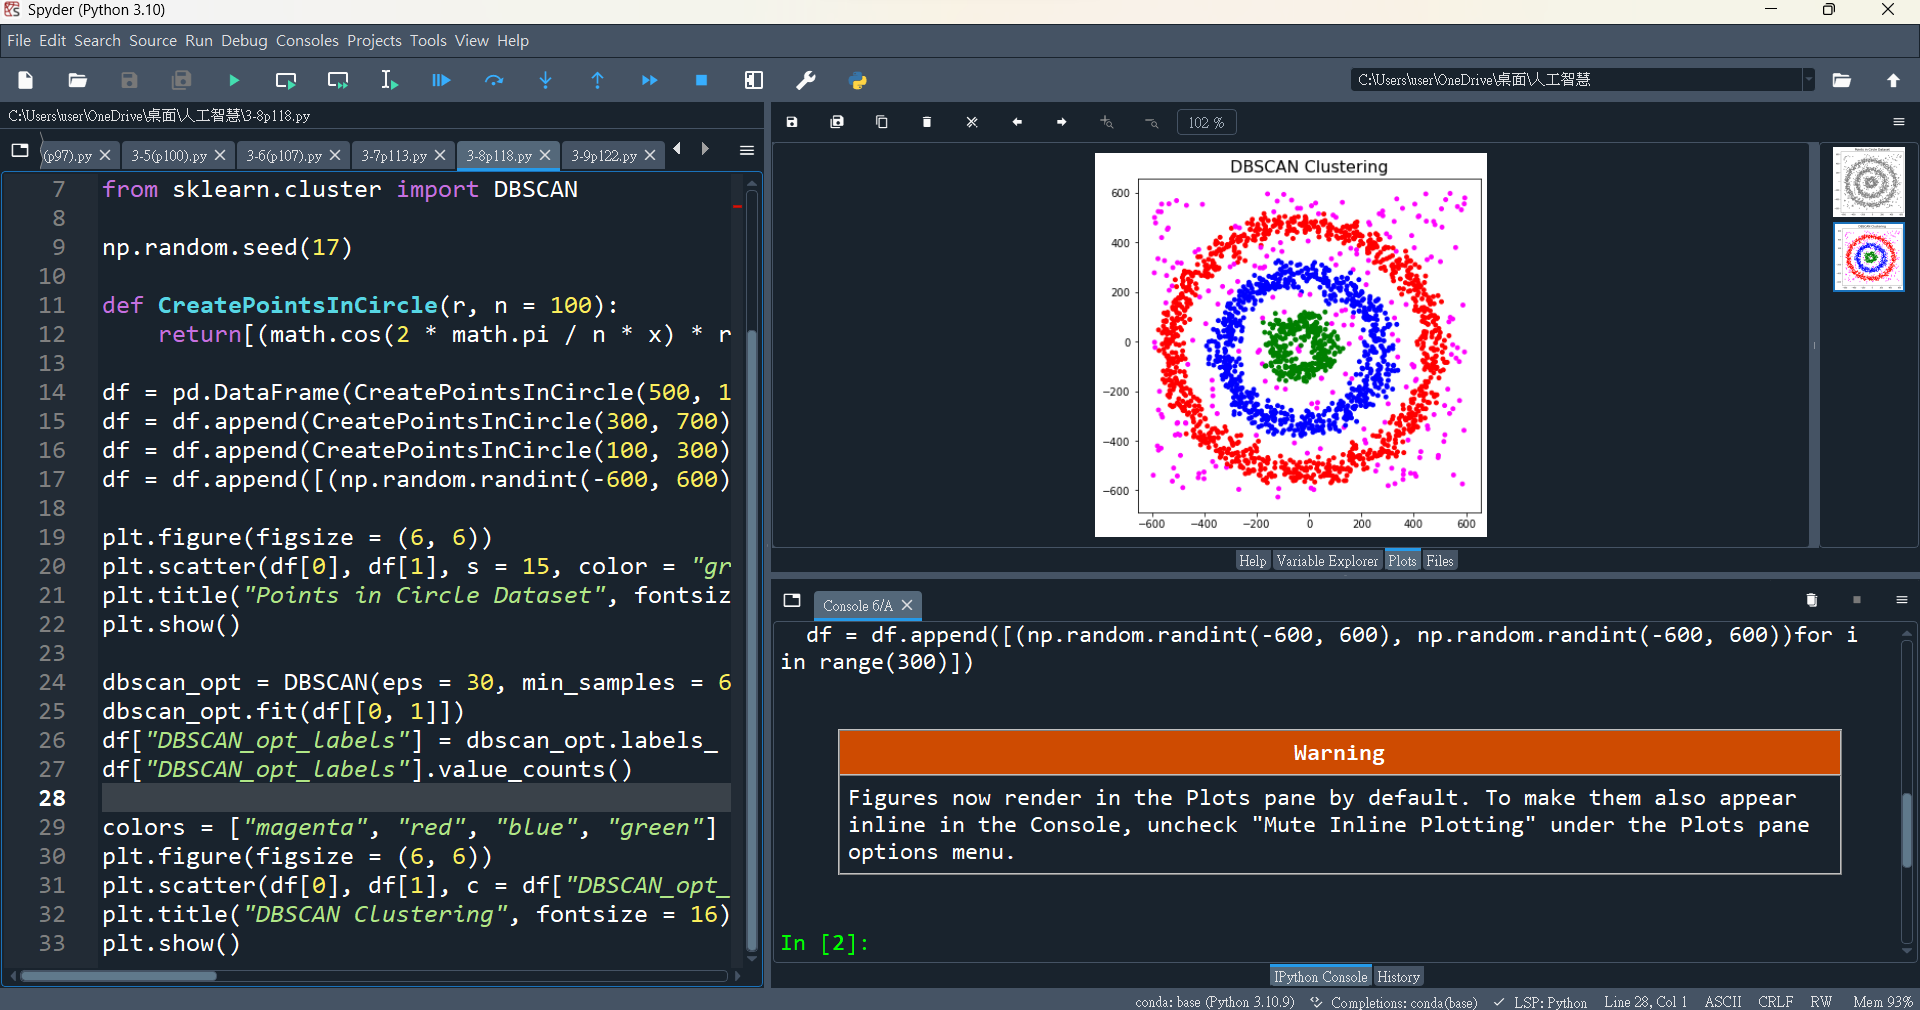 Spyder (Python 3.10)
File Edit Search Source Run Debug Consoles Projects Tools View Help
C:\Users\user\OneDrive\桌面\人工智慧
C:\Users\user\OneDrive\桌面\人工智慧\3-8p118.py
(p97).py 3-5(p100).py 3-6(p107).py 3-7p113.py 3-8p118.py 3-9p122.py
7 from sklearn.cluster import DBSCAN
8
9 np.random.seed(17)
10
11 def CreatePointsInCircle(r, n = 100):
12 return[(math.cos(2 * math.pi / n * x) * r
13
14 df = pd.DataFrame(CreatePointsInCircle(500, 1
15 df = df.append(CreatePointsInCircle(300, 700)
16 df = df.append(CreatePointsInCircle(100, 300)
17 df = df.append([(np.random.randint(-600, 600)
18
19 plt.figure(figsize = (6, 6))
20 plt.scatter(df[0], df[1], s = 15, color = "gr
21 plt.title("Points in Circle Dataset", fontsiz
22 plt.show()
23
24 dbscan_opt = DBSCAN(eps = 30, min_samples = 6
25 dbscan_opt.fit(df[[0, 1]])
26 df["DBSCAN_opt_labels"] = dbscan_opt.labels_
27 df["DBSCAN_opt_labels"].value_counts()
28
29 colors = ["magenta", "red", "blue", "green"]
30 plt.figure(figsize = (6, 6))
31 plt.scatter(df[0], df[1], c = df["DBSCAN_opt_
32 plt.title("DBSCAN Clustering", fontsize = 16)
33 plt.show()
102 %
DBSCAN Clustering
600
400
200
0
−200
−400
−600
−600 −400 −200 0 200 400 600
Help Variable Explorer Plots Files
Console 6/A
df = df.append([(np.random.randint(-600, 600), np.random.randint(-600, 600))for i
in range(300)])
Warning
Figures now render in the Plots pane by default. To make them also appear
inline in the Console, uncheck "Mute Inline Plotting" under the Plots pane
options menu.
In [2]:
IPython Console History
conda: base (Python 3.10.9) Completions: conda(base) LSP: Python Line 28, Col 1 ASCII CRLF RW Mem 93%